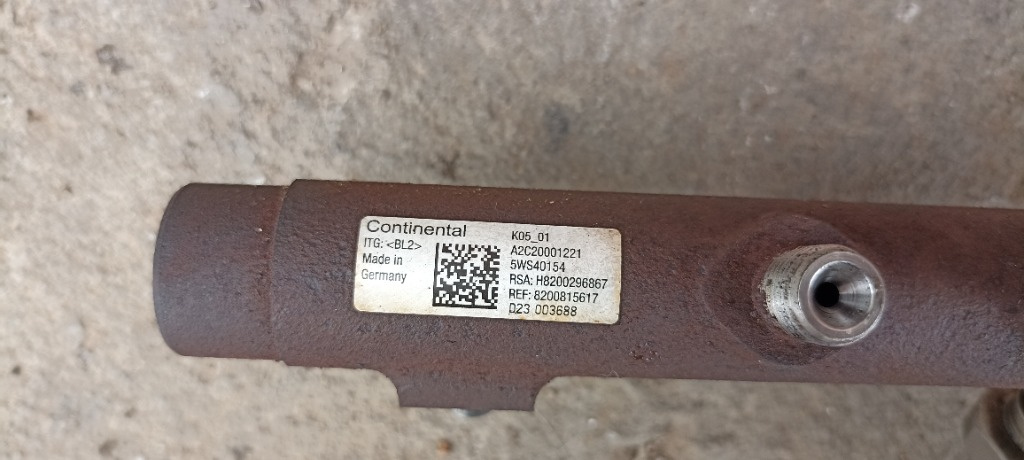 Continental
ITG: <BL2>
Made in
Germany
K05_01
A2C20001221
5WS40154
RSA: H8200296867
REF: 8200815617
D23 003688